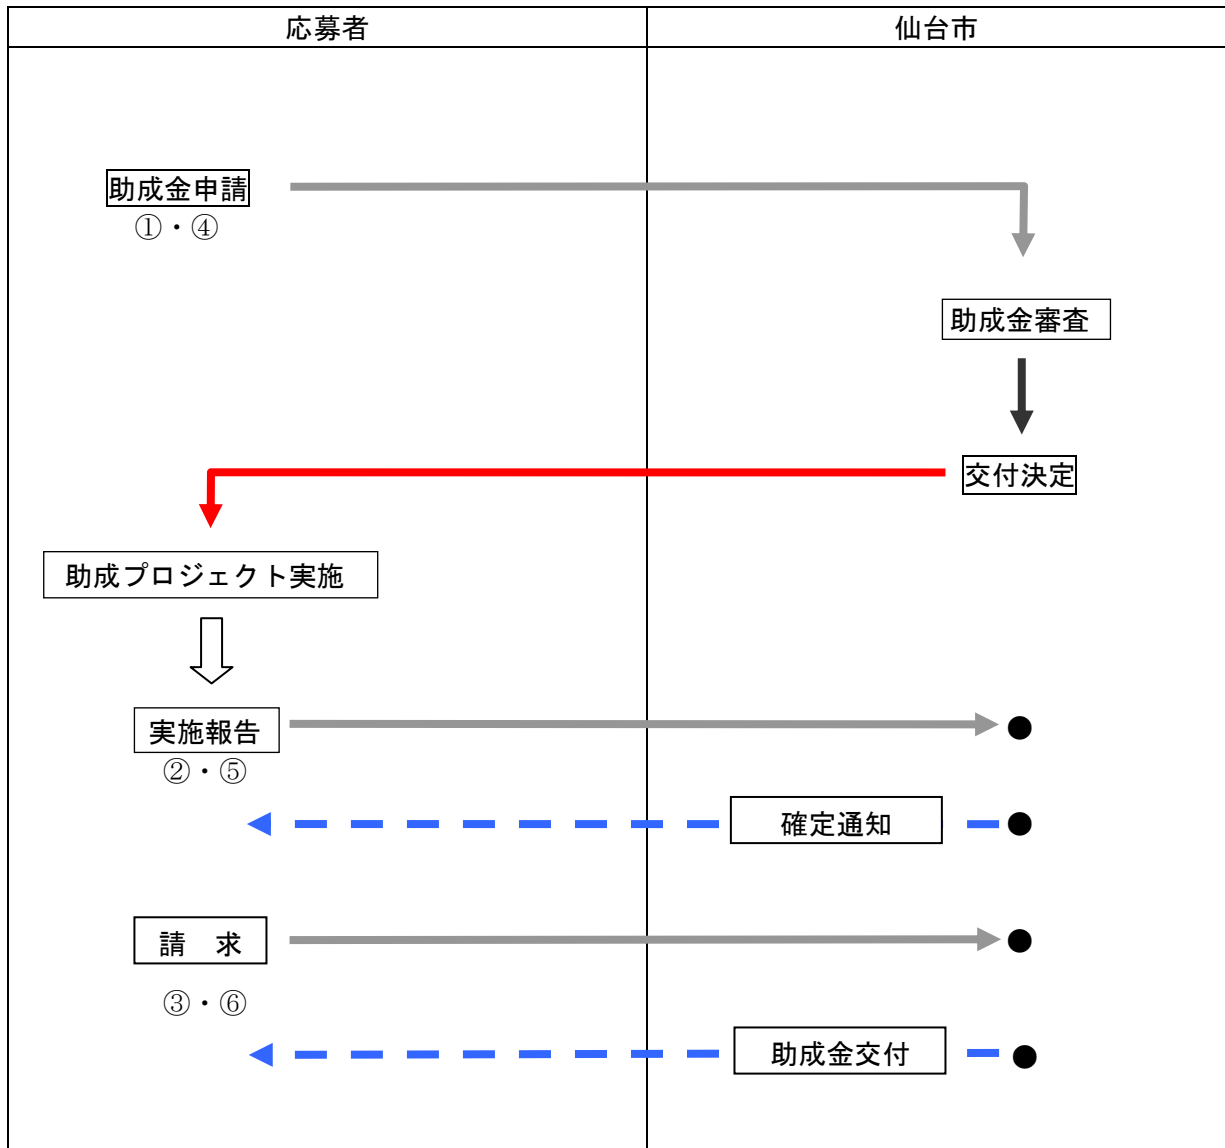 応募者
仙台市
助成金申請
①・④
助成金審査
交付決定
助成プロジェクト実施
実施報告
②・⑤
確定通知
請　求
③・⑥
助成金交付